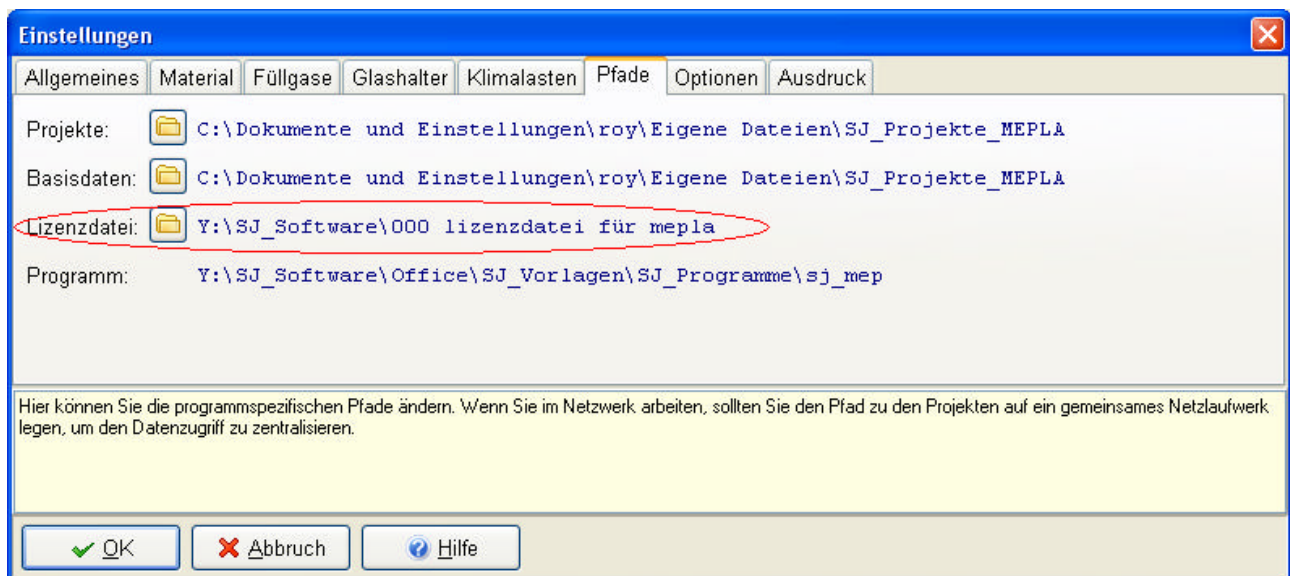 Einstellungen
Allgemeines Material Füllgase Glashalter Klimalasten Pfade Optionen Ausdruck
Projekte: C:\Dokumente und Einstellungen\roy\Eigene Dateien\SJ_Projekte_MEPLA
Basisdaten: C:\Dokumente und Einstellungen\roy\Eigene Dateien\SJ_Projekte_MEPLA
Lizenzdatei: Y:\SJ_Software\000 lizenzdatei für mepla
Programm: Y:\SJ_Software\Office\SJ_Vorlagen\SJ_Programme\sj_mep
Hier können Sie die programmspezifischen Pfade ändern. Wenn Sie im Netzwerk arbeiten, sollten Sie den Pfad zu den Projekten auf ein gemeinsames Netzlaufwerk
legen, um den Datenzugriff zu zentralisieren.
OK Abbruch Hilfe